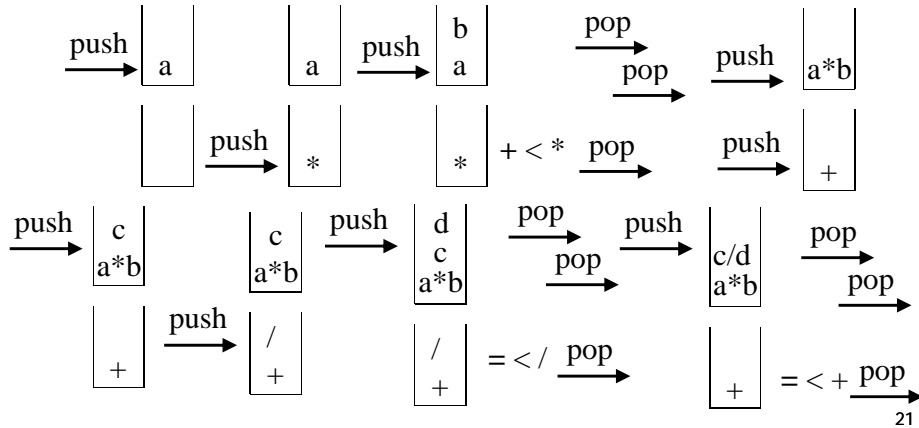 b
push push pop
a a a pop push a*b
push + < * pop push
* * +
push c c push d pop push pop
a*b a*b c pop c/d pop
a*b a*b
push / /
+ + + = < / pop + = < + pop
21